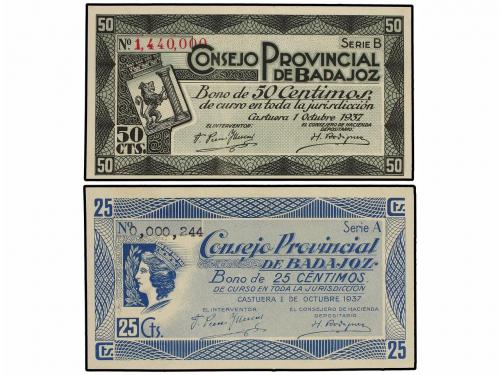 50 50
Nº 1,440,000 SERIE B
CONSEJO PROVINCIAL
DE BADAJOZ
Bono de 50 Centimos,
de curso en toda la jurisdicción
Castuera 1 Octubre 1937
EL INTERVENTOR EL CONSEJERO DE HACIENDA
DEPOSITARIO:
50
CTS.
50 50
25 Cts.
Nº 0,000,244 Serie A
Consejo Provincial
DE BADAJOZ
Bono de 25 CÉNTIMOS
DE CURSO EN TODA LA JURISDICCIÓN
CASTUERA 1 DE OCTUBRE 1937
EL INTERVENTOR EL CONSEJERO DE HACIENDA
DEPOSITARIO
25 Cts. 25